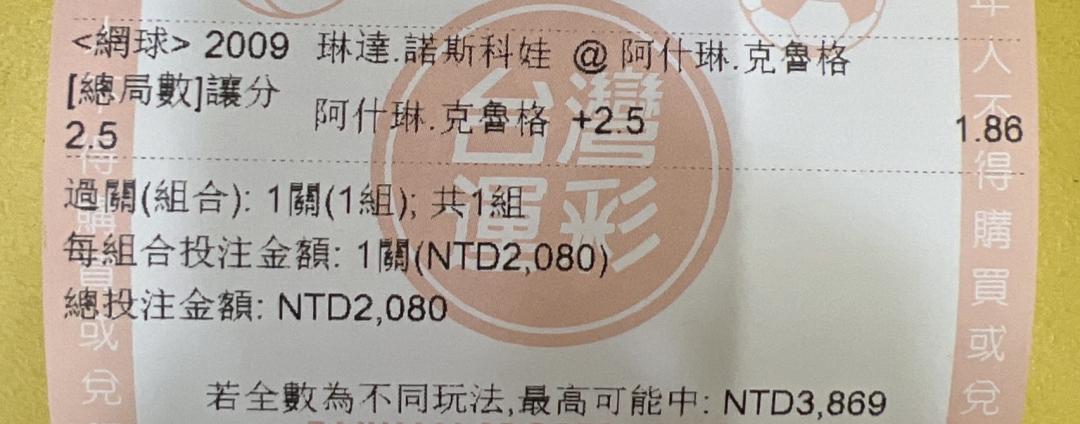 <網球> 2009 琳達.諾斯科娃 @ 阿什琳.克魯格
[總局數]讓分
2.5 阿什琳.克魯格 +2.5 1.86
過關(組合): 1關(1組); 共1組
每組合投注金額: 1關(NTD2,080)
總投注金額: NTD2,080
若全數為不同玩法,最高可能中: NTD3,869
台灣
運彩
得購買或兌
年人不得購買或兌